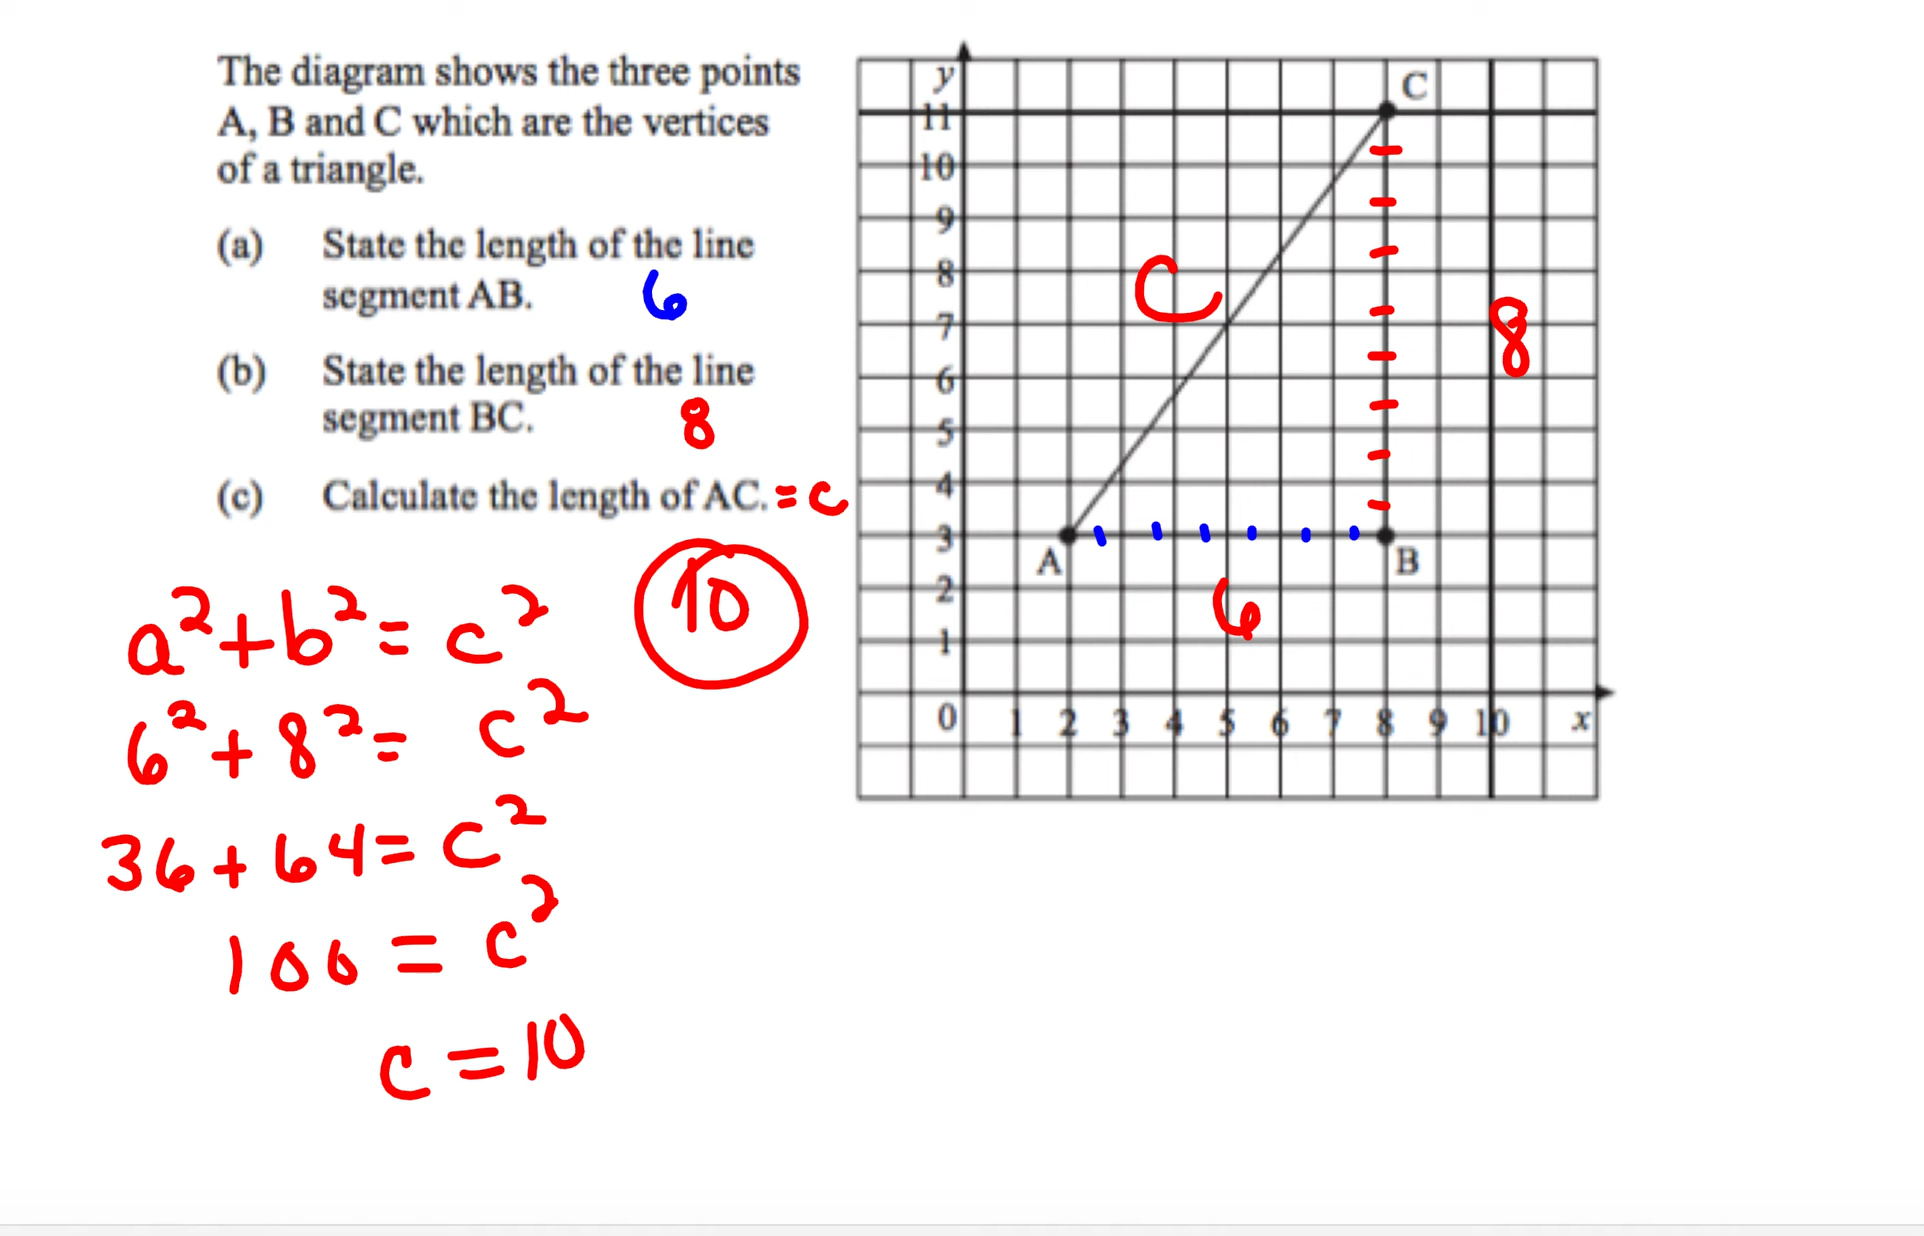 The diagram shows the three points
A, B and C which are the vertices
of a triangle.
(a) State the length of the line
segment AB. 6
(b) State the length of the line
segment BC. 8
(c) Calculate the length of AC. = c
10
a²+b²= c²
6²+8²= c²
36+64= c²
100 = c²
c = 10
y
C
11
10
9
8
7
6
5
4
3
2
1
C
8
A
B
6
0 1 2 3 4 5 6 7 8 9 10 x